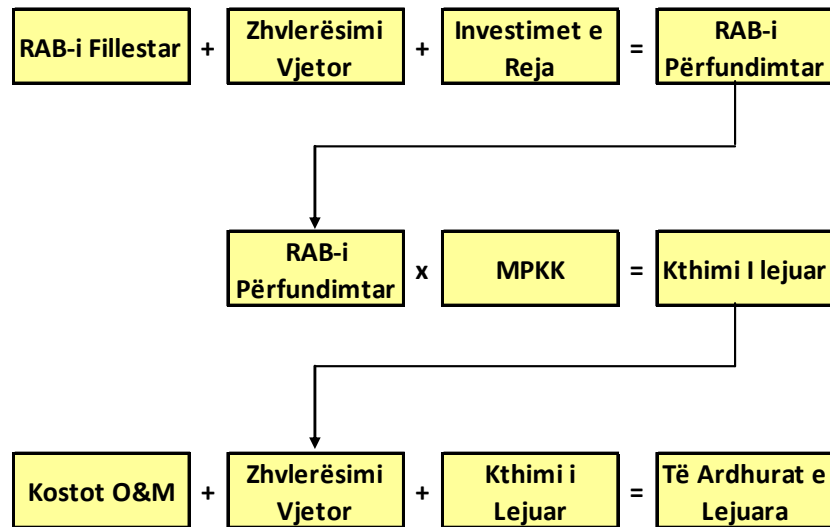 RAB-i Fillestar + Zhvlerësimi Vjetor + Investimet e Reja = RAB-i Përfundimtar
RAB-i Përfundimtar x MPKK = Kthimi I lejuar
Kostot O&M + Zhvlerësimi Vjetor + Kthimi i Lejuar = Të Ardhurat e Lejuara